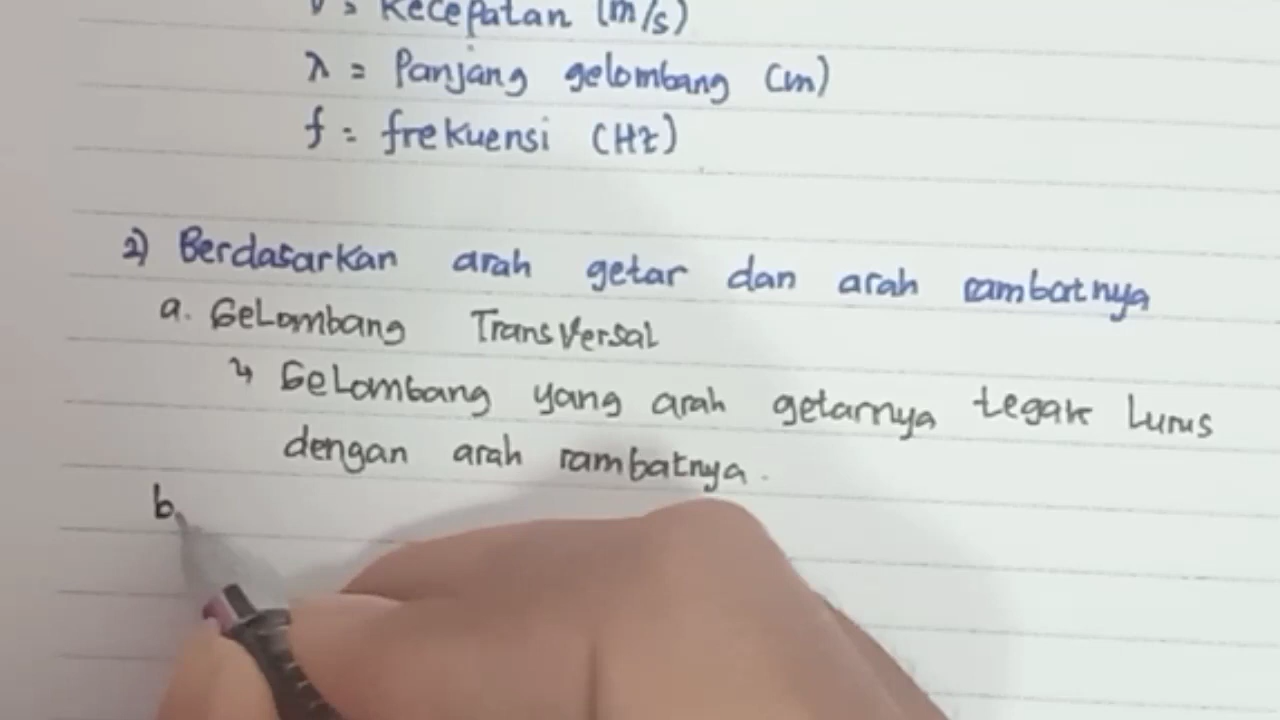 v = Kecepatan (m/s)
λ = Panjang gelombang (m)
f = frekuensi (Hz)
2) Berdasarkan arah getar dan arah rambatnya
a. Gelombang Transversal
↳ Gelombang yang arah getarnya tegak lurus
dengan arah rambatnya.
b.